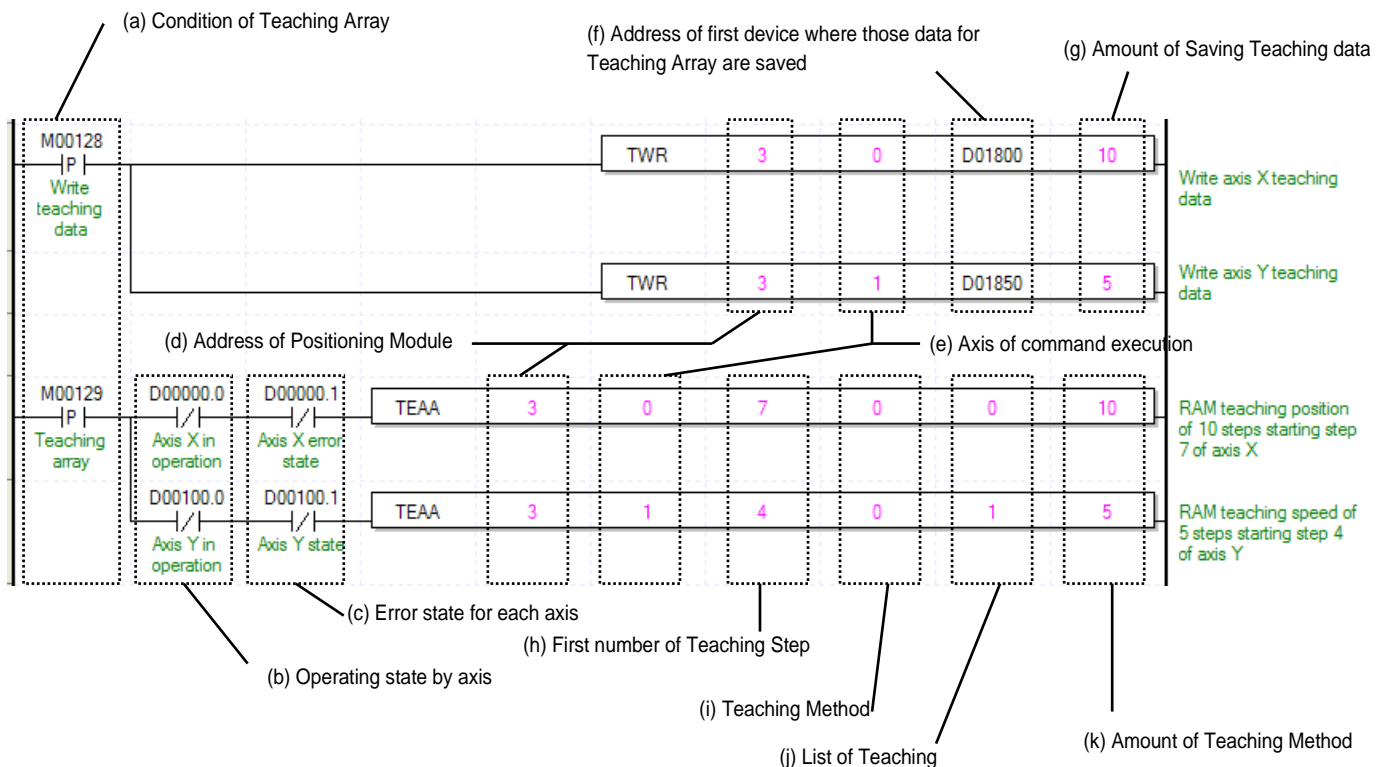 (a) Condition of Teaching Array
(f) Address of first device where those data for
Teaching Array are saved
(g) Amount of Saving Teaching data
M00128
P
Write
teaching
data
TWR 3 0 D01800 10
Write axis X teaching
data
TWR 3 1 D01850 5
Write axis Y teaching
data
(d) Address of Positioning Module
(e) Axis of command execution
M00129
P
Teaching
array
D00000.0
Axis X in
operation
D00000.1
Axis X error
state
TEAA 3 0 7 0 0 10
RAM teaching position
of 10 steps starting step
7 of axis X
D00100.0
Axis Y in
operation
D00100.1
Axis Y state
TEAA 3 1 4 0 1 5
RAM teaching speed of
5 steps starting step 4
of axis Y
(c) Error state for each axis
(h) First number of Teaching Step
(b) Operating state by axis
(i) Teaching Method
(j) List of Teaching
(k) Amount of Teaching Method